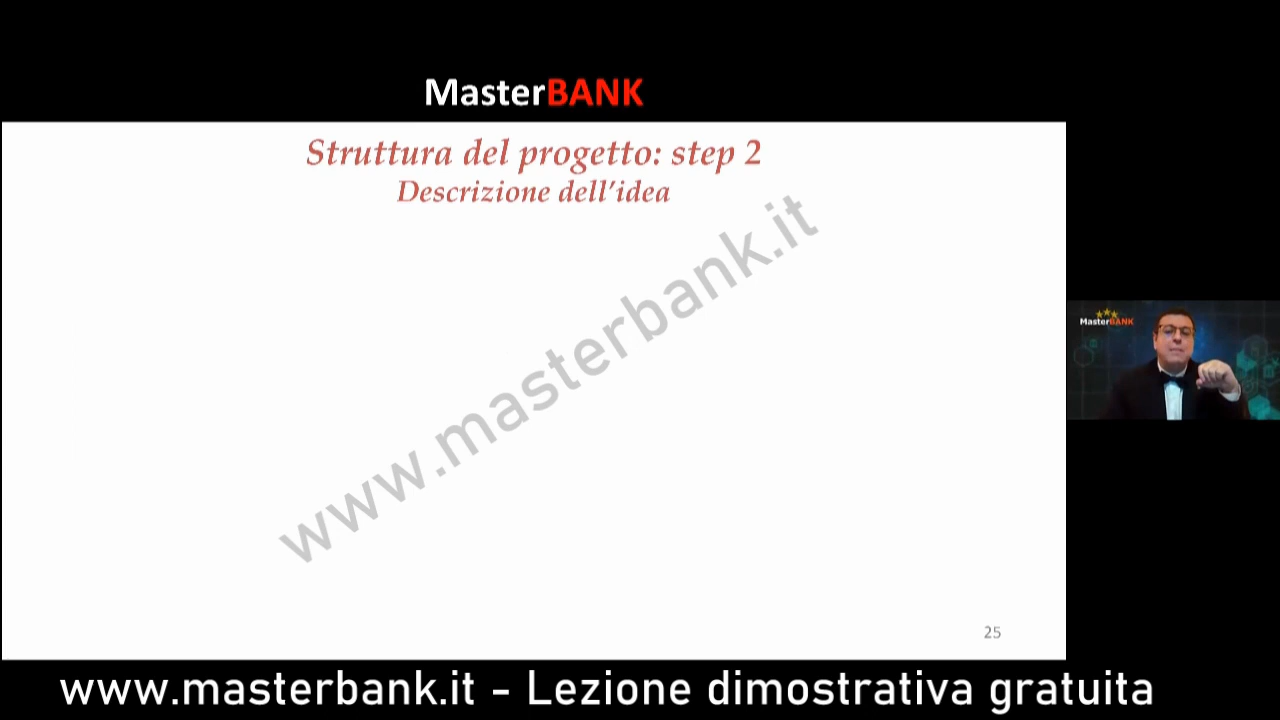 MasterBANK
Struttura del progetto: step 2
Descrizione dell'idea
www.masterbank.it
MasterBANK
25
www.masterbank.it - Lezione dimostrativa gratuita